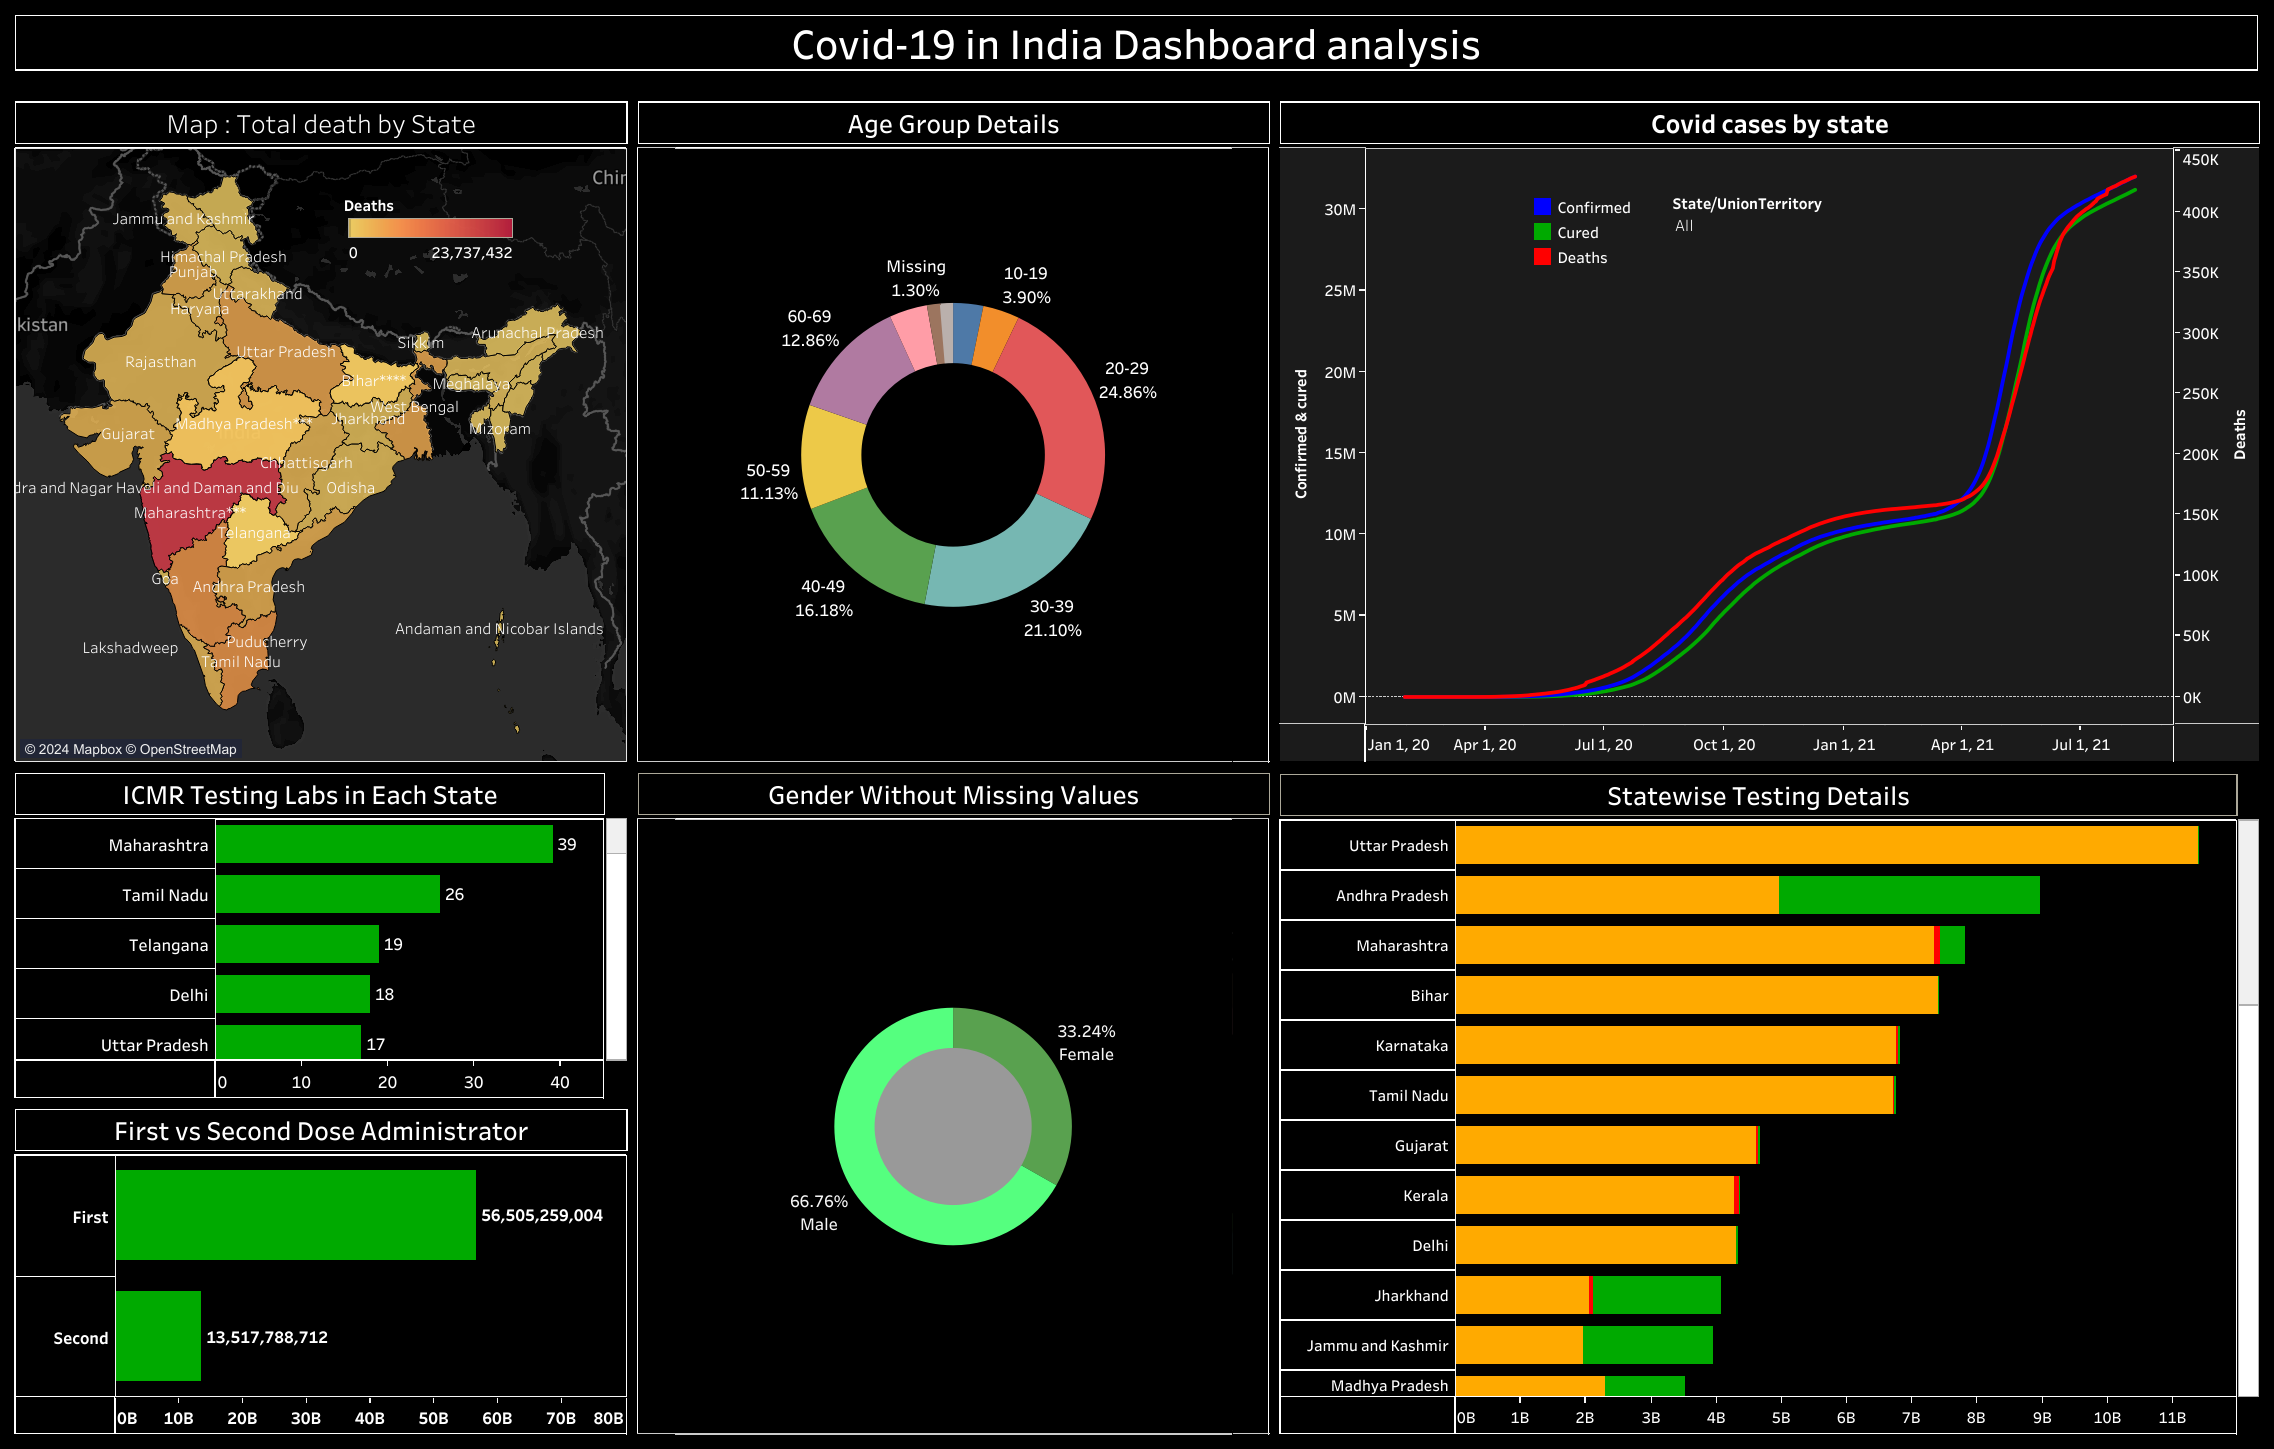 Covid-19 in India Dashboard analysis
Map : Total death by State
Chin
Deaths
0 23,737,432
Jammu and Kashmir
Himachal Pradesh
Punjab
Uttarakhand
Haryana
kistan
Arunachal Pradesh
Sikkim
Uttar Pradesh
Rajasthan
Bihar****
Meghalaya
West Bengal
Jharkhand
Madhya Pradesh***
Gujarat
Mizoram
Chhattisgarh
dra and Nagar Haveli and Daman and Diu
Odisha
Maharashtra***
Telangana
Goa
Andhra Pradesh
Andaman and Nicobar Islands
Puducherry
Lakshadweep
Tamil Nadu
© 2024 Mapbox © OpenStreetMap
Age Group Details
Missing
1.30%
10-19
3.90%
60-69
12.86%
20-29
24.86%
50-59
11.13%
40-49
16.18%
30-39
21.10%
Covid cases by state
Confirmed
Cured
Deaths
State/UnionTerritory
All
Confirmed & cured
30M
25M
20M
15M
10M
5M
0M
450K
400K
350K
300K
250K
200K
150K
100K
50K
0K
Deaths
Jan 1, 20 Apr 1, 20 Jul 1, 20 Oct 1, 20 Jan 1, 21 Apr 1, 21 Jul 1, 21
ICMR Testing Labs in Each State
Maharashtra 39
Tamil Nadu 26
Telangana 19
Delhi 18
Uttar Pradesh 17
0 10 20 30 40
First vs Second Dose Administrator
First 56,505,259,004
Second 13,517,788,712
0B 10B 20B 30B 40B 50B 60B 70B 80B
Gender Without Missing Values
33.24%
Female
66.76%
Male
Statewise Testing Details
Uttar Pradesh
Andhra Pradesh
Maharashtra
Bihar
Karnataka
Tamil Nadu
Gujarat
Kerala
Delhi
Jharkhand
Jammu and Kashmir
Madhya Pradesh
0B 1B 2B 3B 4B 5B 6B 7B 8B 9B 10B 11B